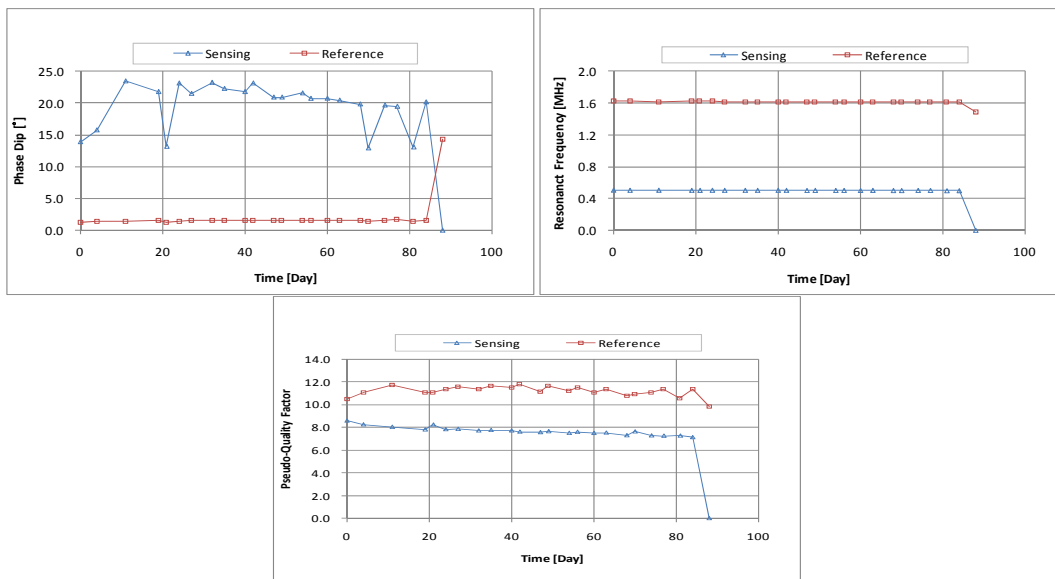 Sensing Reference
25.0
20.0
15.0
10.0
5.0
0.0
Phase Dip [°]
0 20 40 60 80 100
Time [Day]
Sensing Reference
2.0
1.6
1.2
0.8
0.4
0.0
Resonanct Frequency [MHz]
0 20 40 60 80 100
Time [Day]
Sensing Reference
14.0
12.0
10.0
8.0
6.0
4.0
2.0
0.0
Pseudo-Quality Factor
0 20 40 60 80 100
Time [Day]